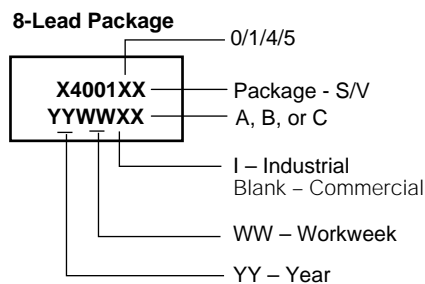 8-Lead Package
0/1/4/5
X4001XX
Package - S/V
YYWWXX
A, B, or C
I – Industrial
Blank – Commercial
WW – Workweek
YY – Year